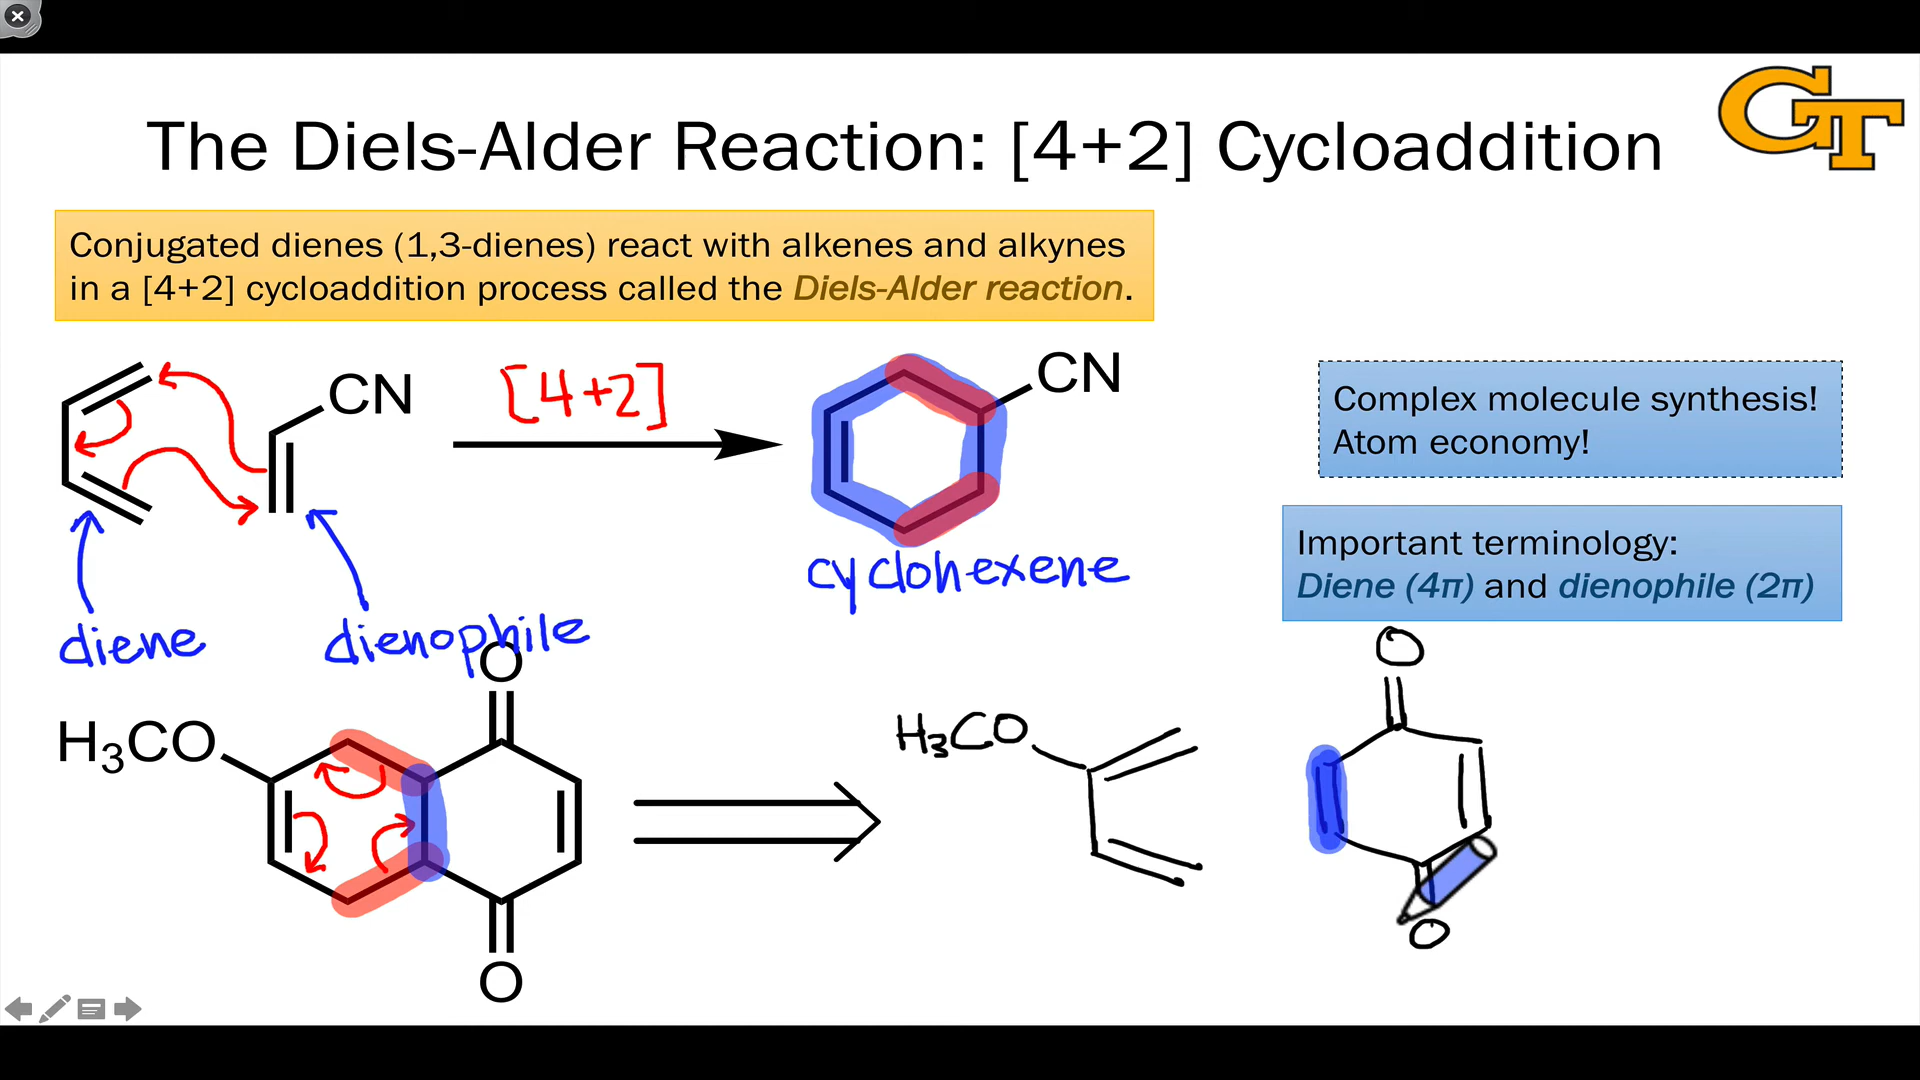 The Diels-Alder Reaction: [4+2] Cycloaddition
GT
Conjugated dienes (1,3-dienes) react with alkenes and alkynes
in a [4+2] cycloaddition process called the Diels-Alder reaction.
CN
[4+2]
CN
Complex molecule synthesis!
Atom economy!
cyclohexene
Important terminology:
Diene (4π) and dienophile (2π)
diene
dienophile
O
H₃CO
O
H₃CO
O
O